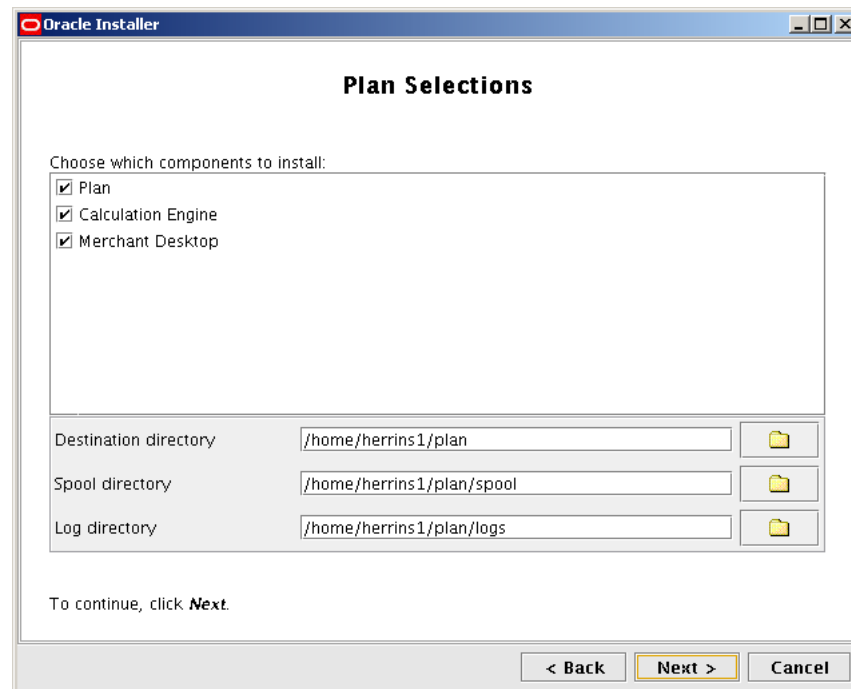 Oracle Installer
Plan Selections
Choose which components to install:
Plan
Calculation Engine
Merchant Desktop
Destination directory /home/herrins1/plan
Spool directory /home/herrins1/plan/spool
Log directory /home/herrins1/plan/logs
To continue, click Next.
< Back Next > Cancel